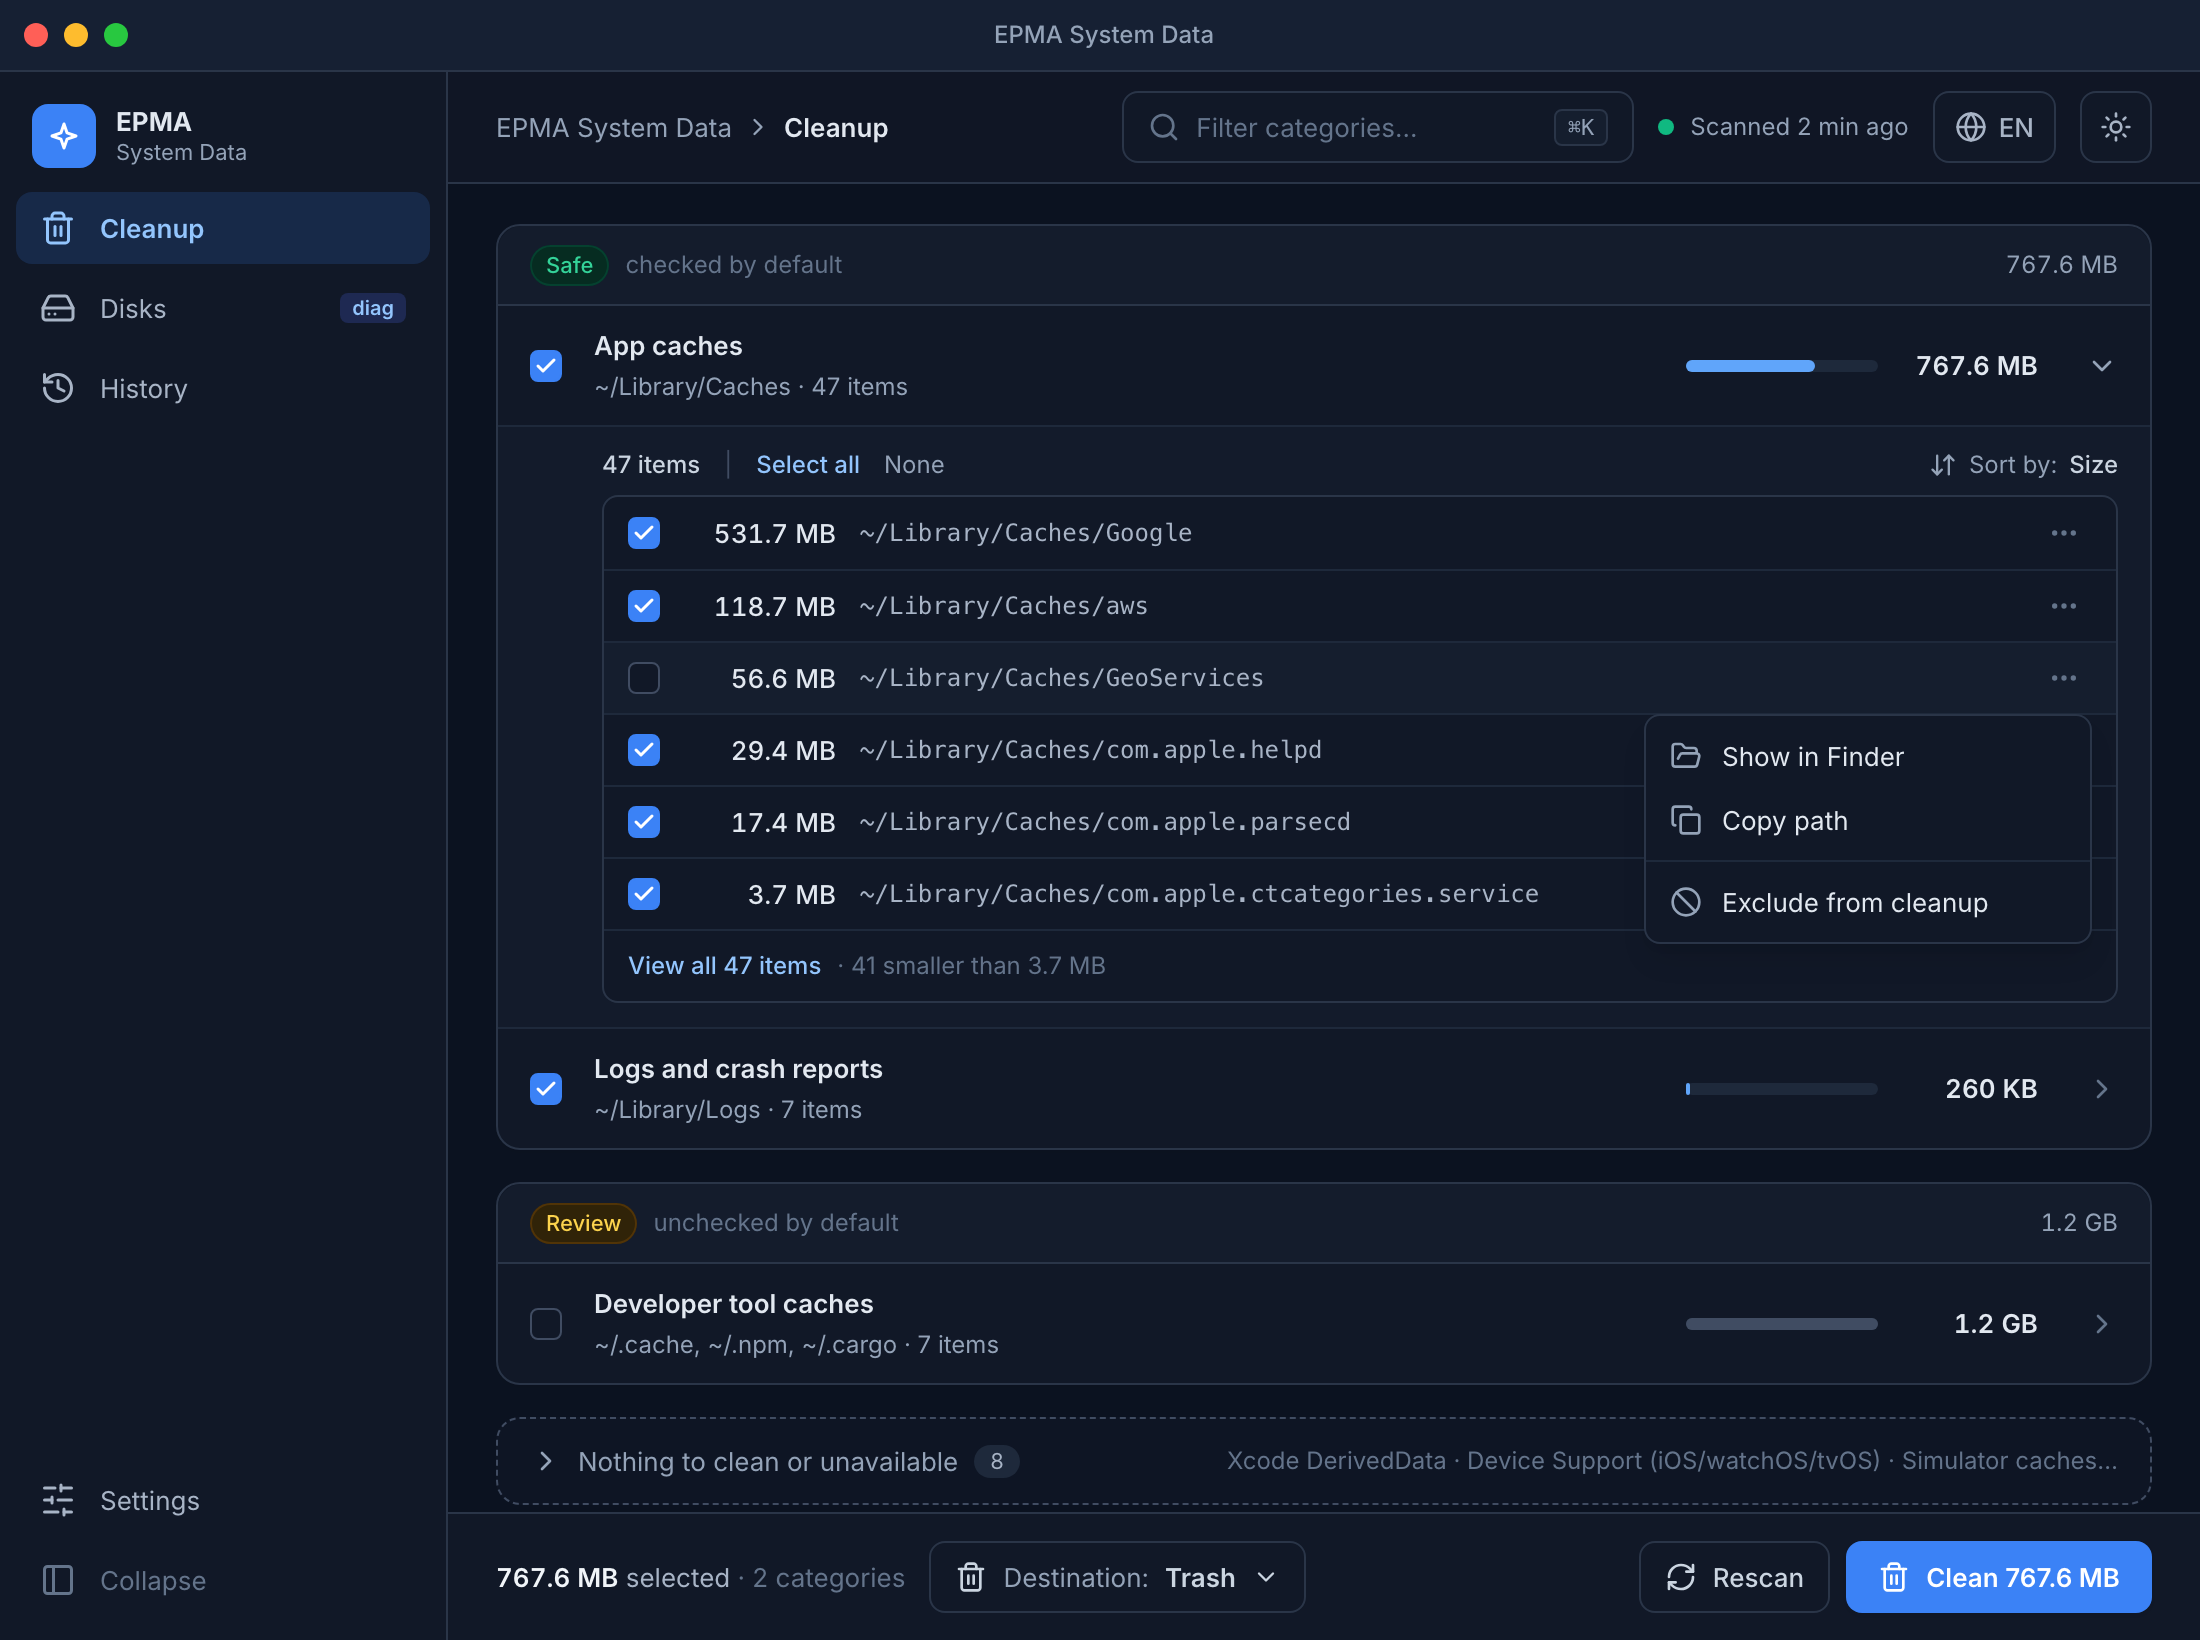 EPMA System Data
EPMA
System Data
Cleanup
Disks
diag
History
Settings
Collapse
EPMA System Data > Cleanup
Filter categories...
⌘K
Scanned 2 min ago
EN
Safe checked by default 767.6 MB
App caches
~/Library/Caches · 47 items
767.6 MB
47 items Select all None Sort by: Size
531.7 MB ~/Library/Caches/Google
118.7 MB ~/Library/Caches/aws
56.6 MB ~/Library/Caches/GeoServices
29.4 MB ~/Library/Caches/com.apple.helpd
17.4 MB ~/Library/Caches/com.apple.parsecd
3.7 MB ~/Library/Caches/com.apple.ctcategories.service
Show in Finder
Copy path
Exclude from cleanup
View all 47 items · 41 smaller than 3.7 MB
Logs and crash reports
~/Library/Logs · 7 items
260 KB
Review unchecked by default 1.2 GB
Developer tool caches
~/.cache, ~/.npm, ~/.cargo · 7 items
1.2 GB
Nothing to clean or unavailable 8 Xcode DerivedData · Device Support (iOS/watchOS/tvOS) · Simulator caches...
767.6 MB selected · 2 categories
Destination: Trash
Rescan
Clean 767.6 MB